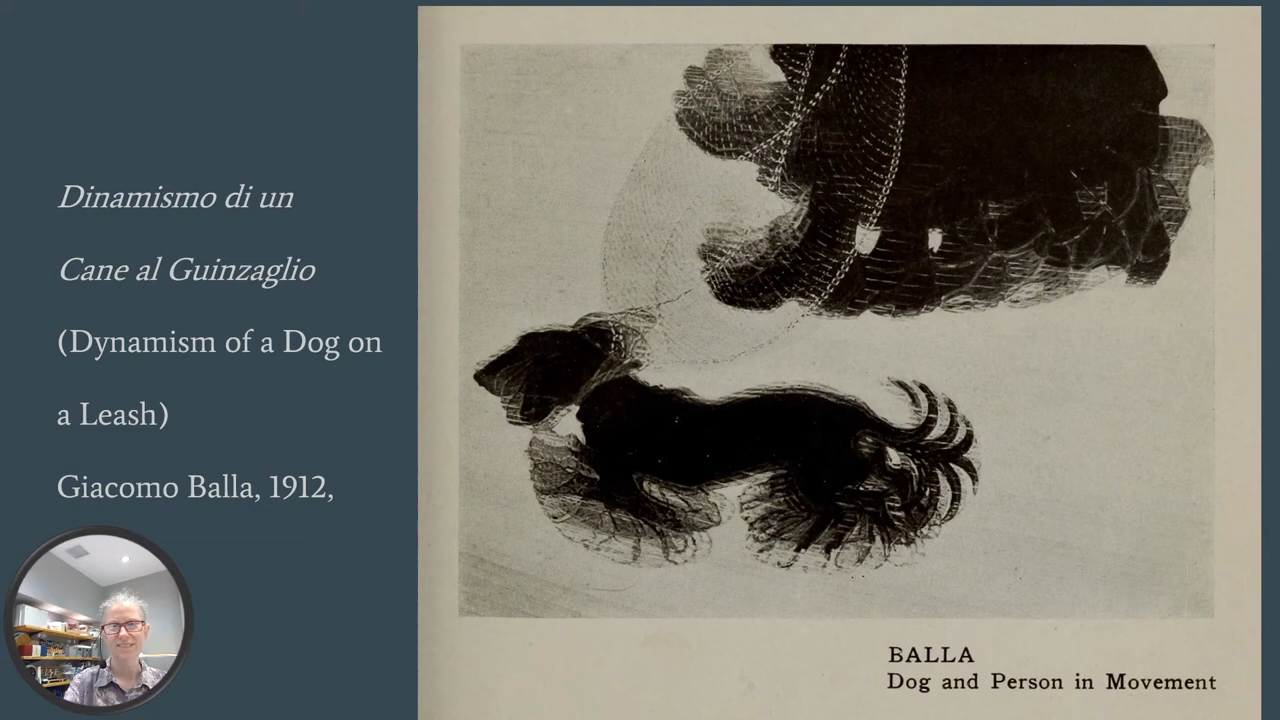 Dinamismo di un
Cane al Guinzaglio
(Dynamism of a Dog on
a Leash)
Giacomo Balla, 1912,
BALLA
Dog and Person in Movement